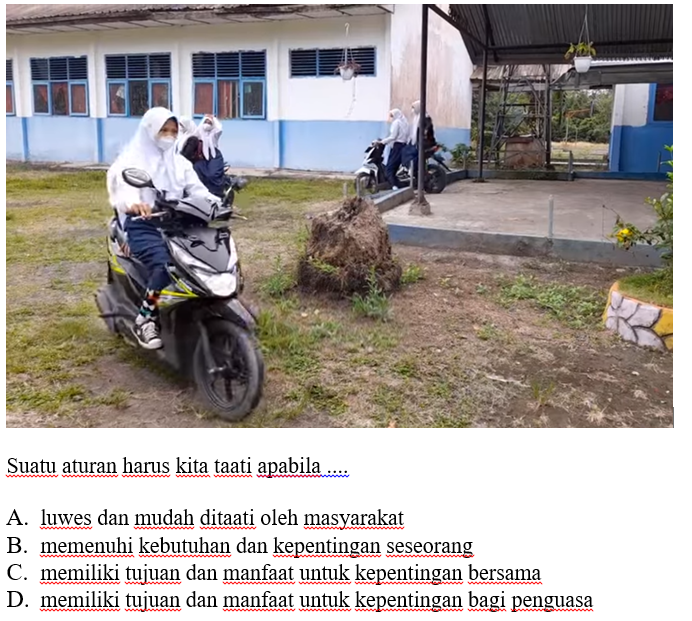 Suatu aturan harus kita taati apabila ....
A. luwes dan mudah ditaati oleh masyarakat
B. memenuhi kebutuhan dan kepentingan seseorang
C. memiliki tujuan dan manfaat untuk kepentingan bersama
D. memiliki tujuan dan manfaat untuk kepentingan bagi penguasa